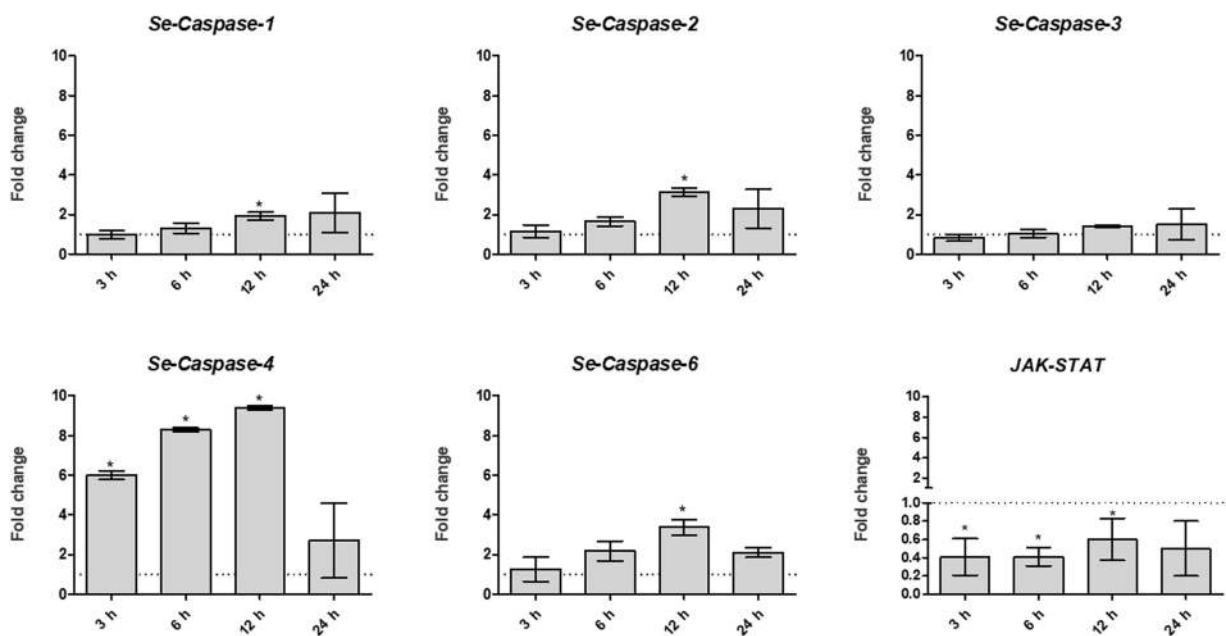 Se-Caspase-1
Fold change
10
8
6
4
2
0
3 h
6 h
12 h
24 h
*
Se-Caspase-2
Fold change
10
8
6
4
2
0
3 h
6 h
12 h
24 h
*
Se-Caspase-3
Fold change
10
8
6
4
2
0
3 h
6 h
12 h
24 h
Se-Caspase-4
Fold change
10
8
6
4
2
0
3 h
6 h
12 h
24 h
*
*
*
Se-Caspase-6
Fold change
10
8
6
4
2
0
3 h
6 h
12 h
24 h
*
JAK-STAT
Fold change
10
8
6
4
2
1.0
0.8
0.6
0.4
0.2
0.0
3 h
6 h
12 h
24 h
*
*
*